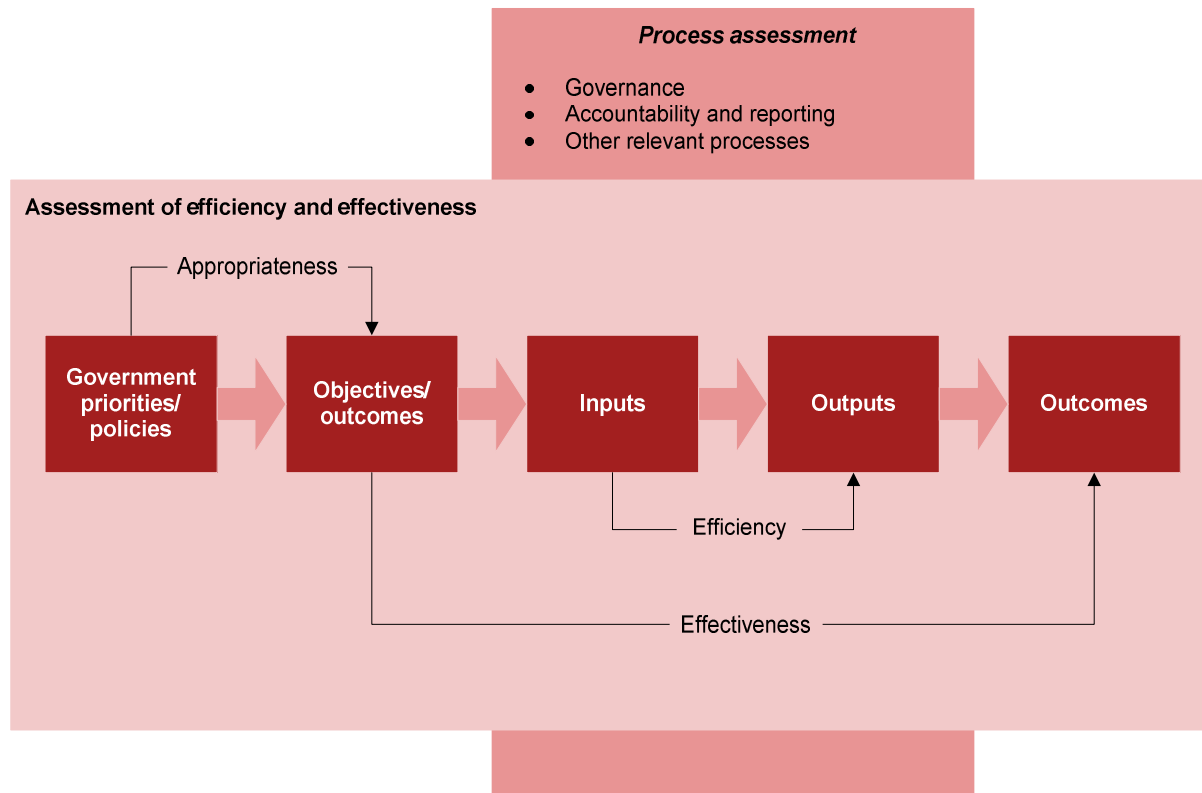 Process assessment
• Governance
• Accountability and reporting
• Other relevant processes
Assessment of efficiency and effectiveness
Appropriateness
Government
priorities/
policies
Objectives/
outcomes
Inputs
Outputs
Outcomes
Efficiency
Effectiveness